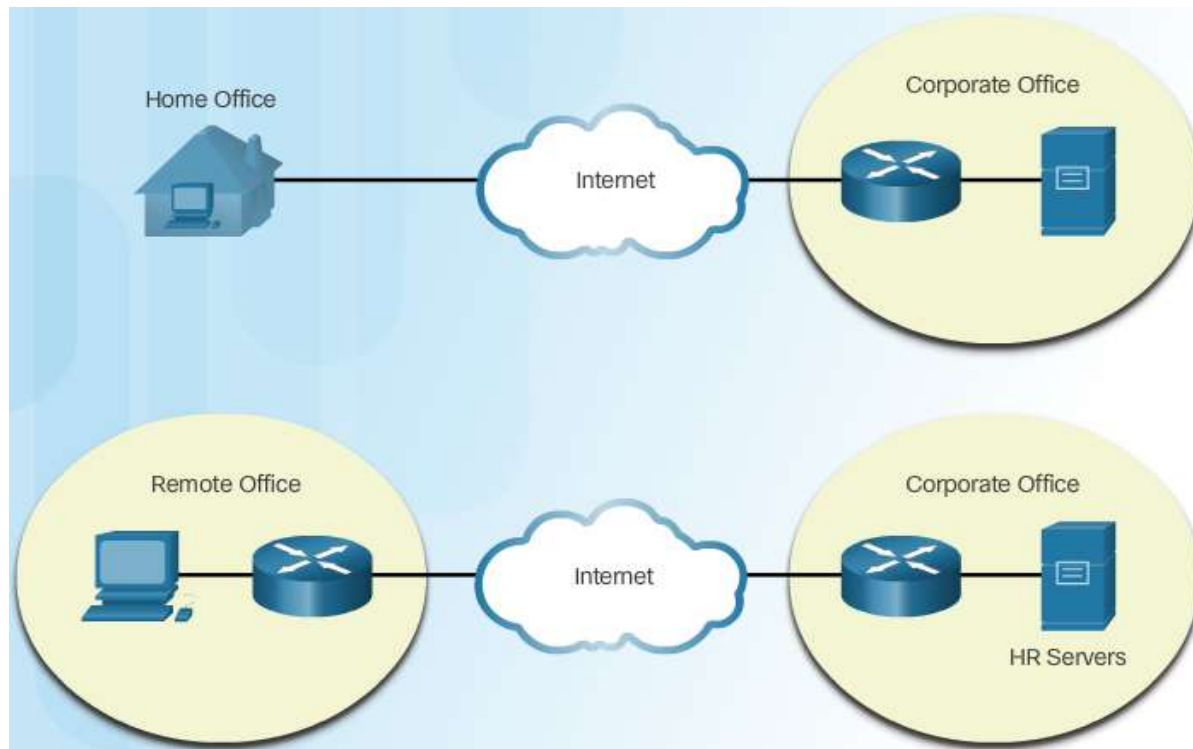 Home Office
Internet
Corporate Office
Remote Office
Internet
Corporate Office
HR Servers